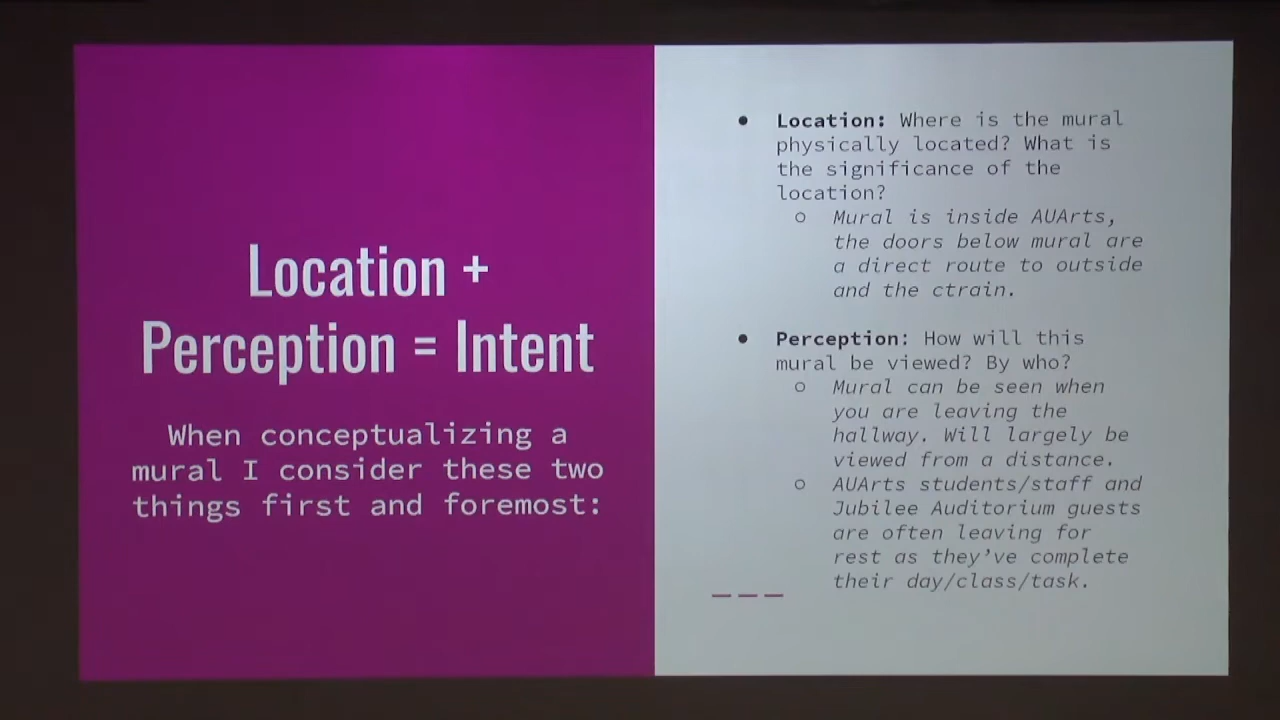 Location +
Perception = Intent
When conceptualizing a
mural I consider these two
things first and foremost:
● Location: Where is the mural
physically located? What is
the significance of the
location?
○ Mural is inside AUArts,
the doors below mural are
a direct route to outside
and the ctrain.
● Perception: How will this
mural be viewed? By who?
○ Mural can be seen when
you are leaving the
hallway. Will largely be
viewed from a distance.
○ AUArts students/staff and
Jubilee Auditorium guests
are often leaving for
rest as they've complete
their day/class/task.